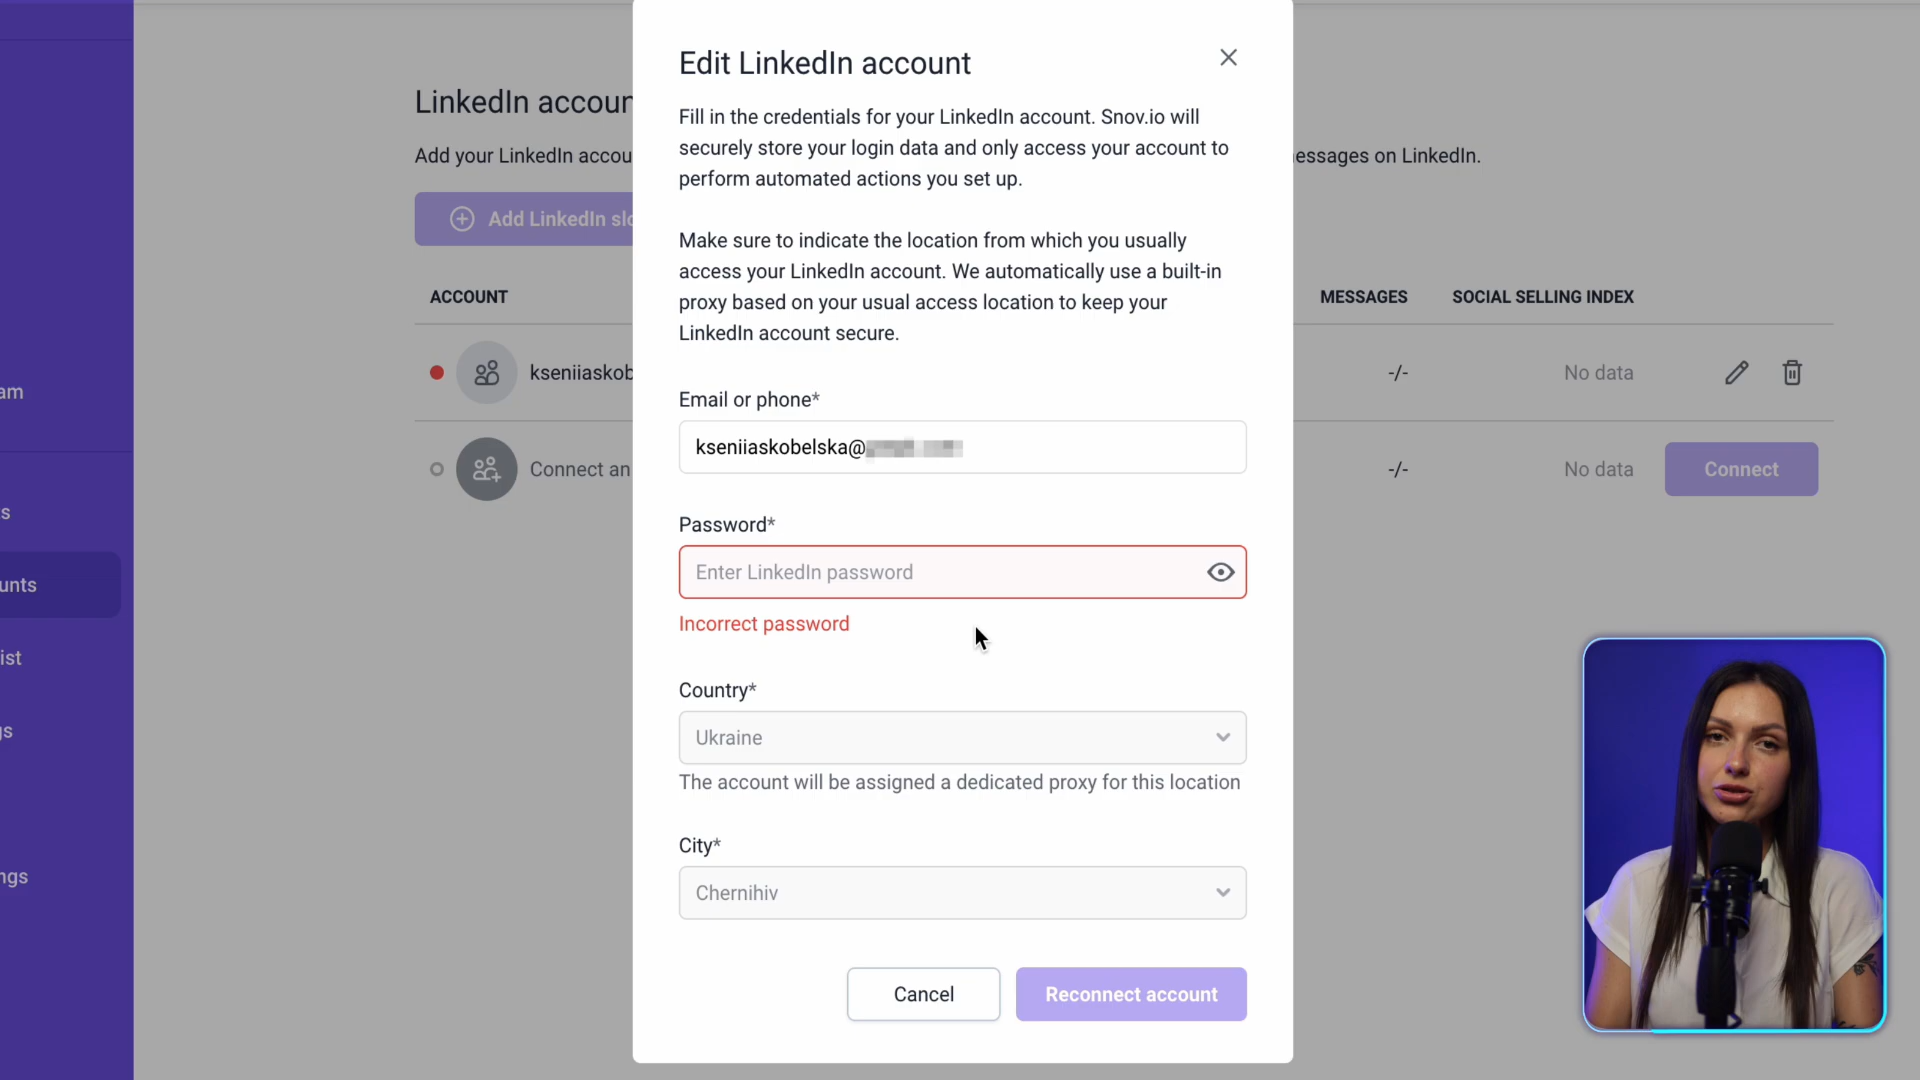 Edit LinkedIn account
Fill in the credentials for your LinkedIn account. Snov.io will
securely store your login data and only access your account to
perform automated actions you set up.
Make sure to indicate the location from which you usually
access your LinkedIn account. We automatically use a built-in
proxy based on your usual access location to keep your
LinkedIn account secure.
Email or phone*
kseniiaskobelska@
Password*
Enter LinkedIn password
Incorrect password
Country*
Ukraine
The account will be assigned a dedicated proxy for this location
City*
Chernihiv
Cancel
Reconnect account
LinkedIn accoun
Add your LinkedIn accou
essages on LinkedIn.
Add LinkedIn slo
ACCOUNT
MESSAGES
SOCIAL SELLING INDEX
kseniiaskob
-/-
No data
Connect an
-/-
No data
Connect
am
s
unts
ist
gs
ngs